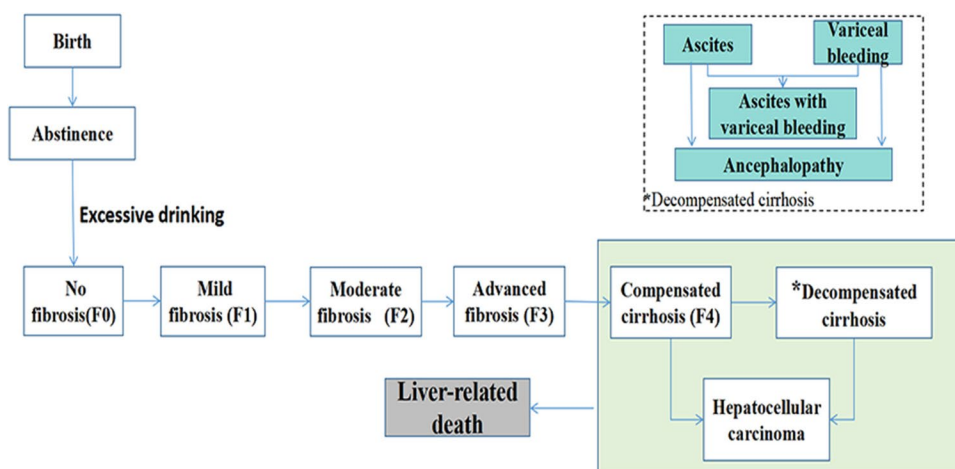 Birth
Abstinence
Excessive drinking
Ascites
Variceal
bleeding
Ascites with
variceal bleeding
Ancephalopathy
*Decompensated cirrhosis
No
fibrosis(F0)
Mild
fibrosis (F1)
Moderate
fibrosis (F2)
Advanced
fibrosis (F3)
Compensated
cirrhosis (F4)
*Decompensated
cirrhosis
Liver-related
death
Hepatocellular
carcinoma